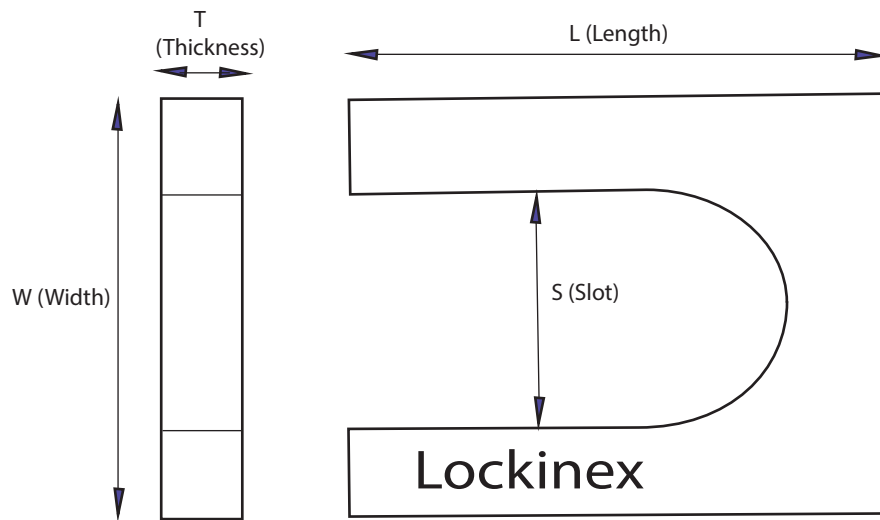 T
(Thickness)
L (Length)
W (Width)
S (Slot)
Lockinex